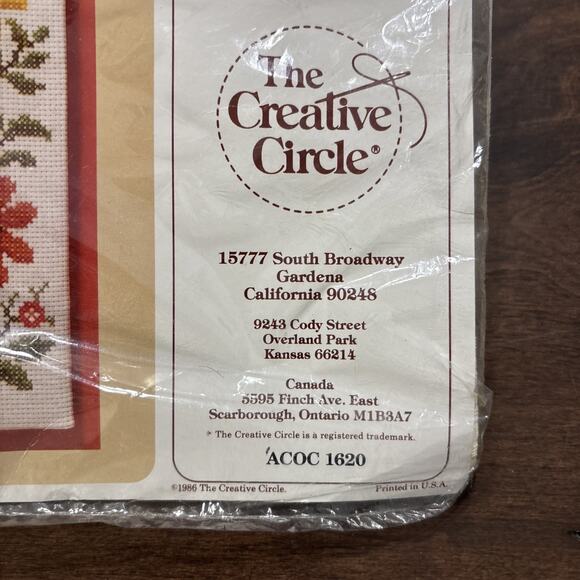 The
Creative
Circle®
15777 South Broadway
Gardena
California 90248
9243 Cody Street
Overland Park
Kansas 66214
Canada
5595 Finch Ave. East
Scarborough, Ontario M1B3A7
® The Creative Circle is a registered trademark.
ACOC 1620
©1986 The Creative Circle. Printed in U.S.A.